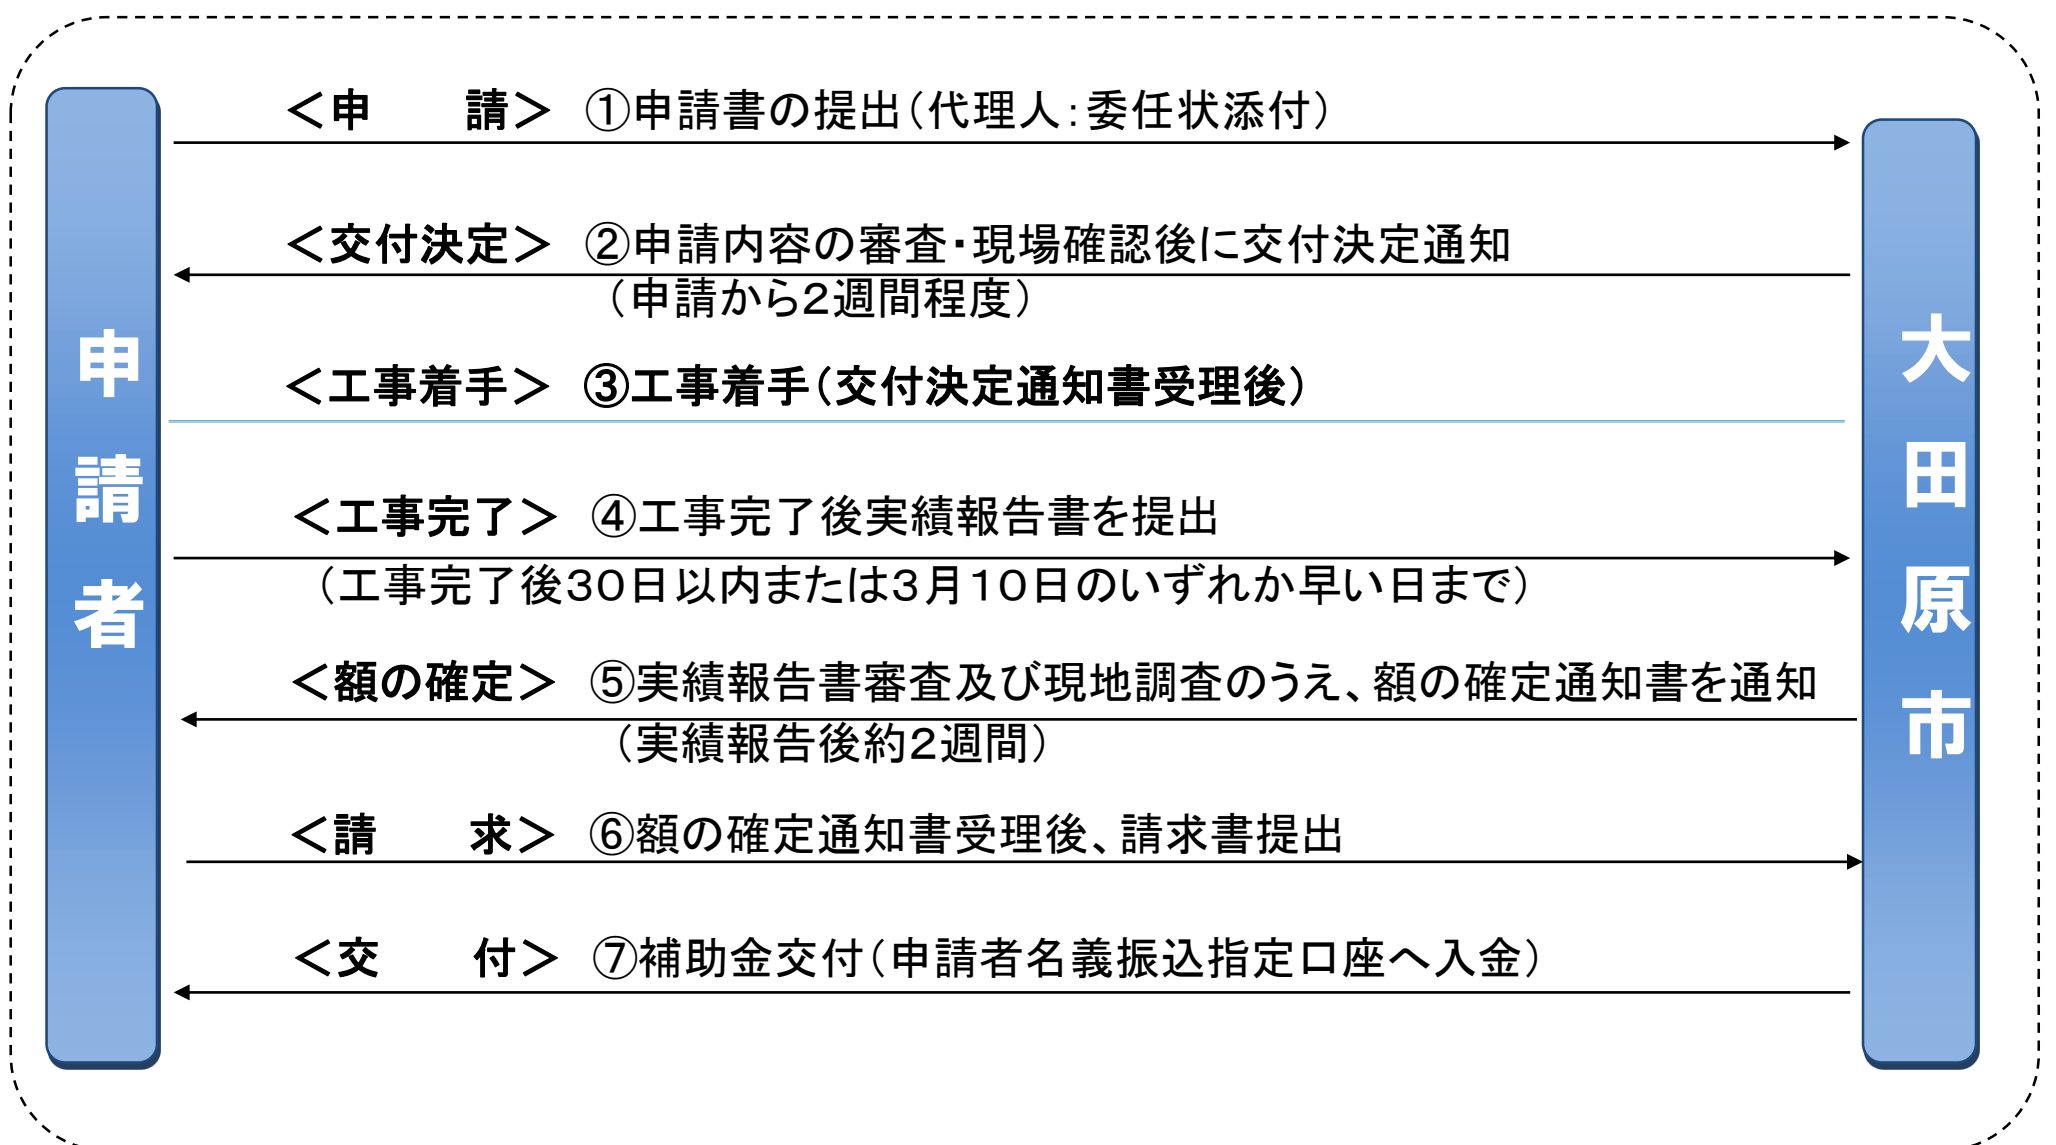 申請者
＜申　　請＞ ①申請書の提出（代理人：委任状添付）
＜交付決定＞ ②申請内容の審査・現場確認後に交付決定通知
（申請から２週間程度）
＜工事着手＞ ③工事着手（交付決定通知書受理後）
＜工事完了＞ ④工事完了後実績報告書を提出
（工事完了後３０日以内または３月１０日のいずれか早い日まで）
＜額の確定＞ ⑤実績報告書審査及び現地調査のうえ、額の確定通知書を通知
（実績報告後約２週間）
＜請　　求＞ ⑥額の確定通知書受理後、請求書提出
＜交　　付＞ ⑦補助金交付（申請者名義振込指定口座へ入金）
大田原市